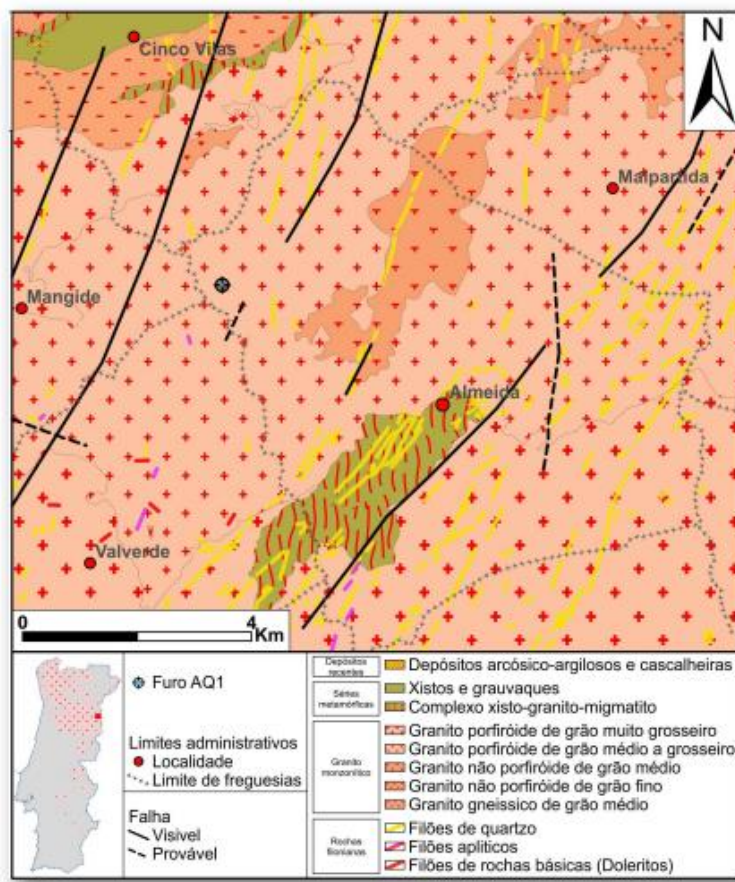 N
Cinco Vilas
Malpartida
Mangide
Almeida
Valverde
0 4
Km
Furo AQ1
Limites administrativos
Localidade
Limite de freguesias
Falha
Visivel
Provável
Depósitos recentes
Depósitos arcósico-argilosos e cascalheiras
Séries metamórficas
Xistos e grauvaques
Complexo xisto-granito-migmatito
Granito monzonítico
Granito porfiróide de grão muito grosseiro
Granito porfiróide de grão médio a grosseiro
Granito não porfiróide de grão médio
Granito não porfiróide de grão fino
Granito gneissico de grão médio
Rochas filonianas
Filões de quartzo
Filões apliticos
Filões de rochas básicas (Doleritos)